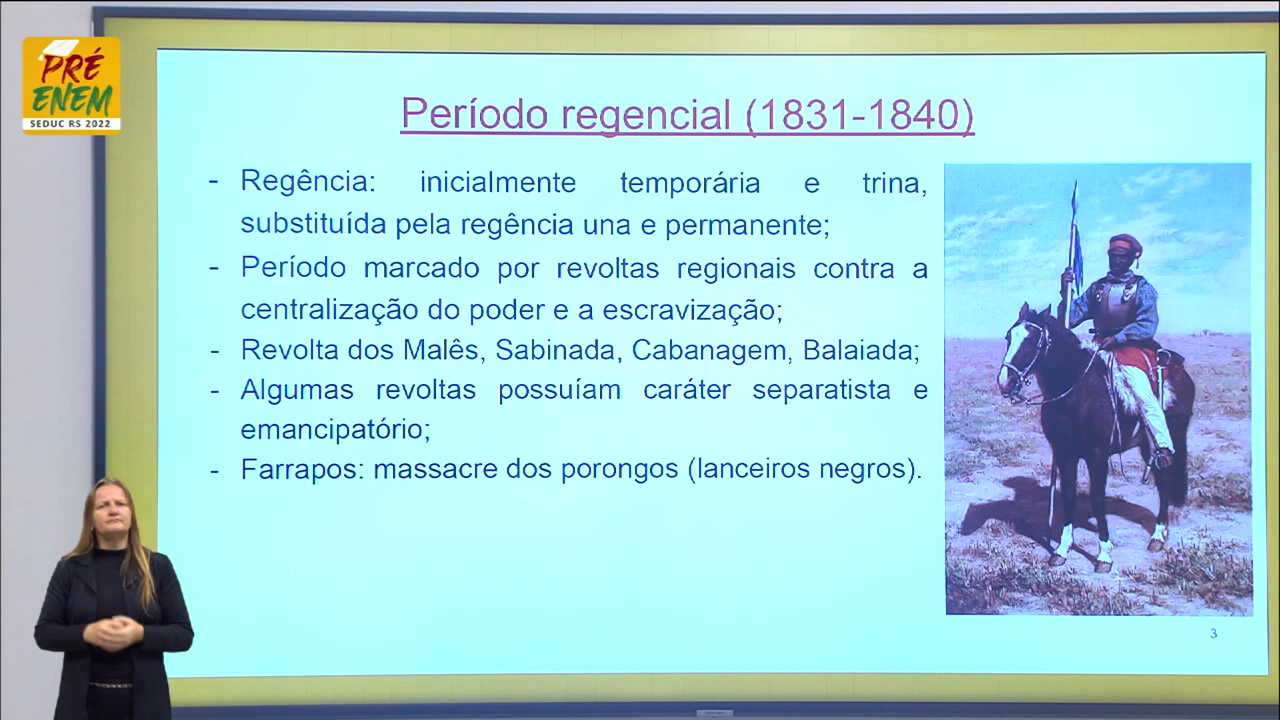 PRÉ
ENEM
SEDUC RS 2022
Período regencial (1831-1840)
- Regência: inicialmente temporária e trina,
substituída pela regência una e permanente;
- Período marcado por revoltas regionais contra a
centralização do poder e a escravização;
- Revolta dos Malês, Sabinada, Cabanagem, Balaiada;
- Algumas revoltas possuíam caráter separatista e
emancipatório;
- Farrapos: massacre dos porongos (lanceiros negros).
3